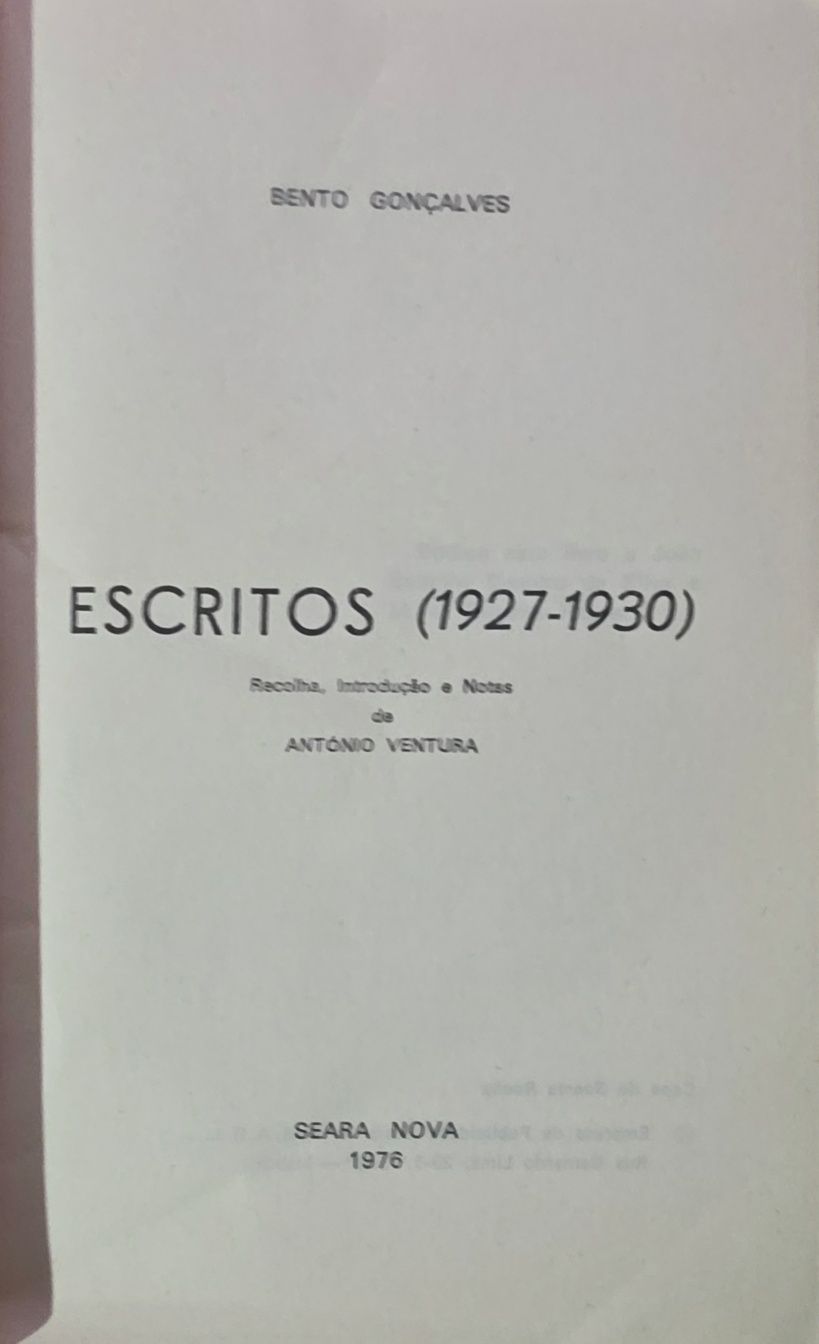 BENTO GONÇALVES
ESCRITOS (1927-1930)
Recolha, Introdução e Notas
de
ANTÓNIO VENTURA
SEARA NOVA
1976